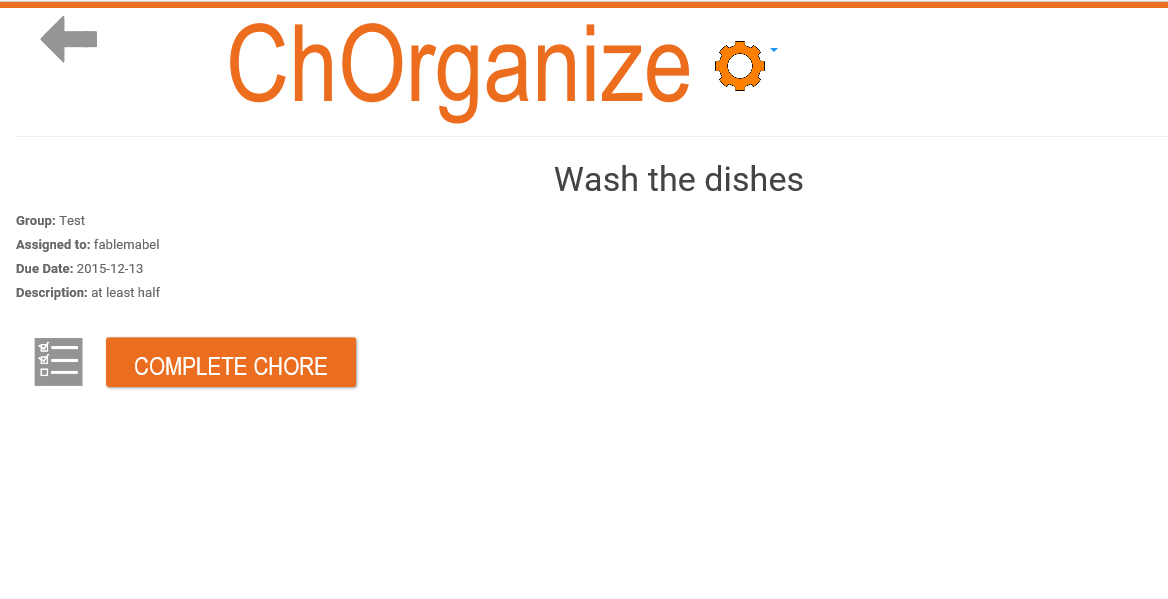 ChOrganize
Wash the dishes
Group: Test
Assigned to: fablemabel
Due Date: 2015-12-13
Description: at least half
COMPLETE CHORE